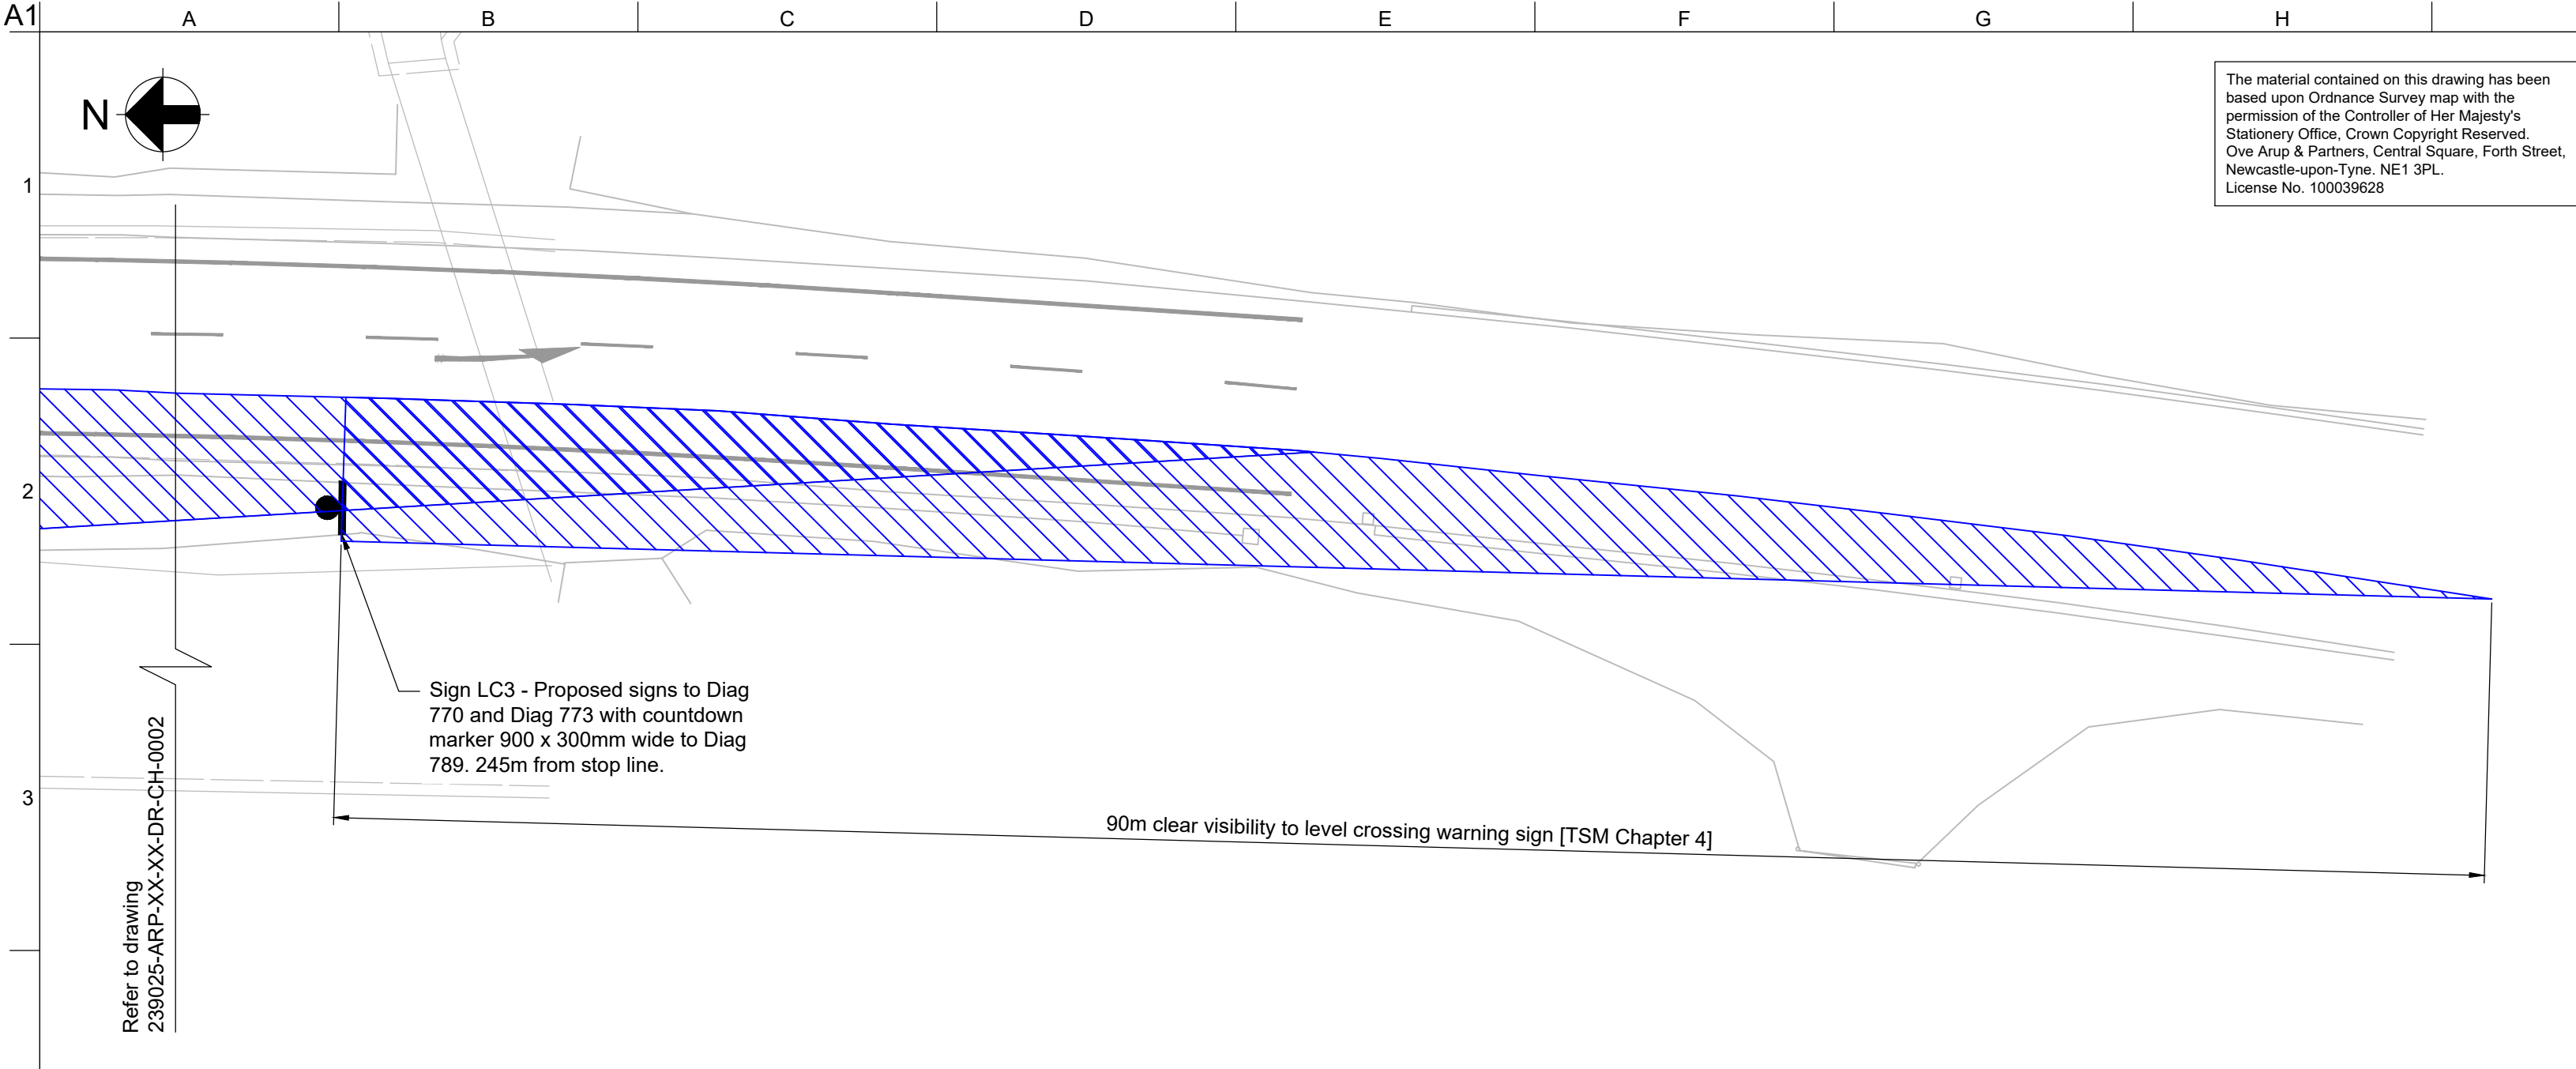 A1
A
B
C
D
E
F
G
H
The material contained on this drawing has been
based upon Ordnance Survey map with the
permission of the Controller of Her Majesty's
Stationery Office, Crown Copyright Reserved.
Ove Arup & Partners, Central Square, Forth Street,
Newcastle-upon-Tyne. NE1 3PL.
License No. 100039628
N
1
2
Sign LC3 - Proposed signs to Diag
770 and Diag 773 with countdown
marker 900 x 300mm wide to Diag
789. 245m from stop line.
3
90m clear visibility to level crossing warning sign [TSM Chapter 4]
Refer to drawing
239025-ARP-XX-XX-DR-CH-0002